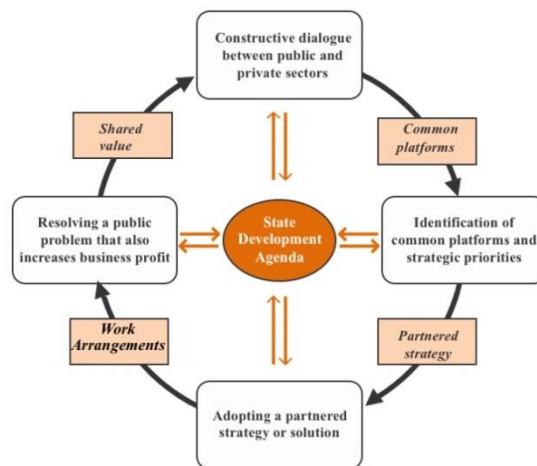 Constructive dialogue
between public and
private sectors
Shared
value
Common
platforms
Resolving a public
problem that also
increases business profit
State
Development
Agenda
Identification of
common platforms and
strategic priorities
Work
Arrangements
Partnered
strategy
Adopting a partnered
strategy or solution